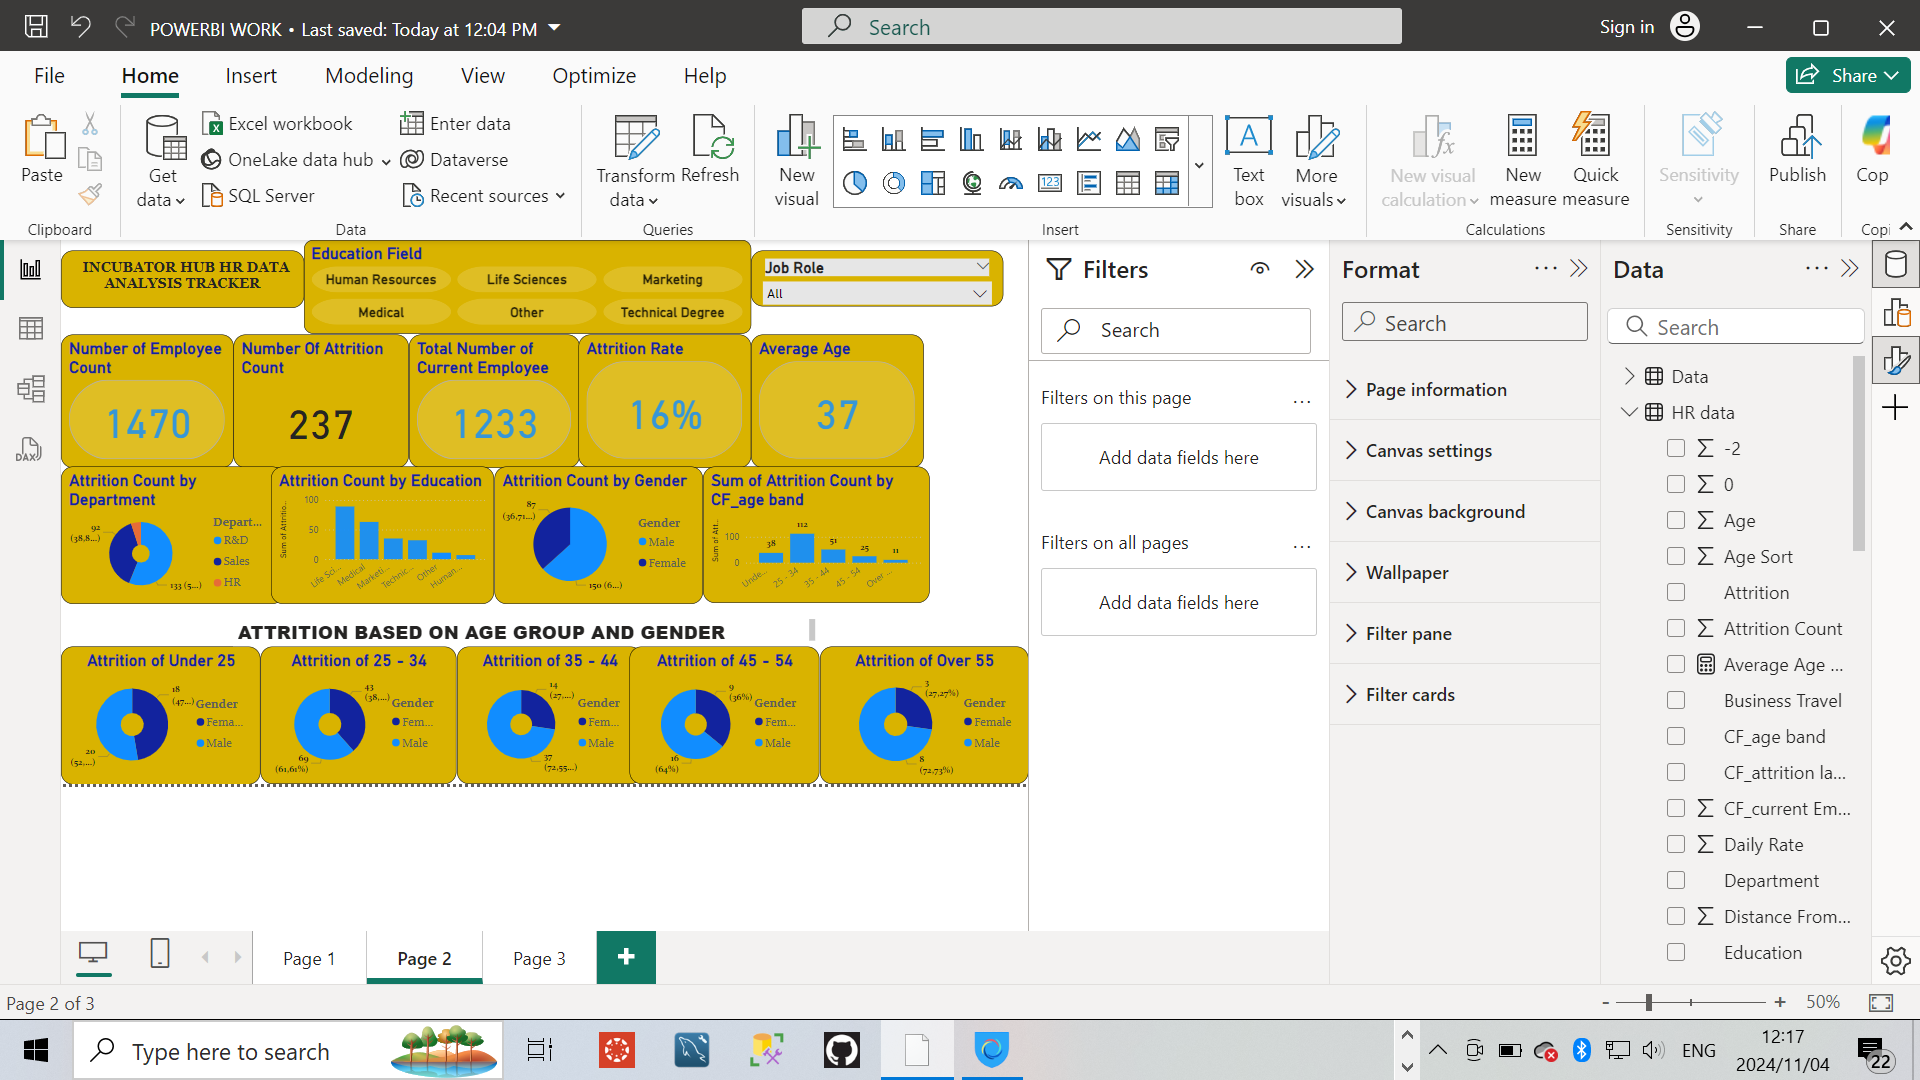 POWERBI WORK • Last saved: Today at 12:04 PM
Search
Sign in
File
Home
Insert
Modeling
View
Optimize
Help
Share
Paste
Clipboard
Get data
Excel workbook
OneLake data hub
SQL Server
Enter data
Dataverse
Recent sources
Data
Transform data
Refresh
Queries
New visual
123
Text box
More visuals
Insert
New visual calculation
New measure
Quick measure
Calculations
Sensitivity
Sensitivity
Publish
Share
Cop
Copi
DAX
INCUBATOR HUB HR DATA
ANALYSIS TRACKER
Education Field
Human Resources
Life Sciences
Marketing
Medical
Other
Technical Degree
Job Role
All
Number of Employee
Count
1470
Number Of Attrition
Count
237
Total Number of
Current Employee
1233
Attrition Rate
16%
Average Age
37
Attrition Count by
Department
92
(38,8...)
133 (5...)
Depart...
R&D
Sales
HR
Attrition Count by Education
Sum of Attritio...
100
50
0
Life Sci...
Medical
Marketi...
Technic...
Other
Human...
Attrition Count by Gender
87
(36,71...)
150 (6...)
Gender
Male
Female
Sum of Attrition Count by
CF_age band
Sum of Att...
100
0
38
112
51
25
11
Unde...
25 - 34
35 - 44
45 - 54
Over ...
ATTRITION BASED ON AGE GROUP AND GENDER
Attrition of Under 25
18
(47...)
20
(52,...)
Gender
Fema...
Male
Attrition of 25 - 34
43
(38,...)
69
(61,61%)
Gender
Fem...
Male
Attrition of 35 - 44
14
(27,...)
37
(72,55...)
Gender
Fem...
Male
Attrition of 45 - 54
9
(36%)
16
(64%)
Gender
Fem...
Male
Attrition of Over 55
3
(27,27%)
8
(72,73%)
Gender
Female
Male
Filters
Search
Filters on this page
...
Add data fields here
Filters on all pages
...
Add data fields here
Format
...
Search
Page information
Canvas settings
Canvas background
Wallpaper
Filter pane
Filter cards
Data
...
Search
Data
HR data
-2
0
Age
Age Sort
Attrition
Attrition Count
Average Age ...
Business Travel
CF_age band
CF_attrition la...
CF_current Em...
Daily Rate
Department
Distance From...
Education
Page 1
Page 2
Page 3
Page 2 of 3
50%
Type here to search
ENG
12:17
2024/11/04
22